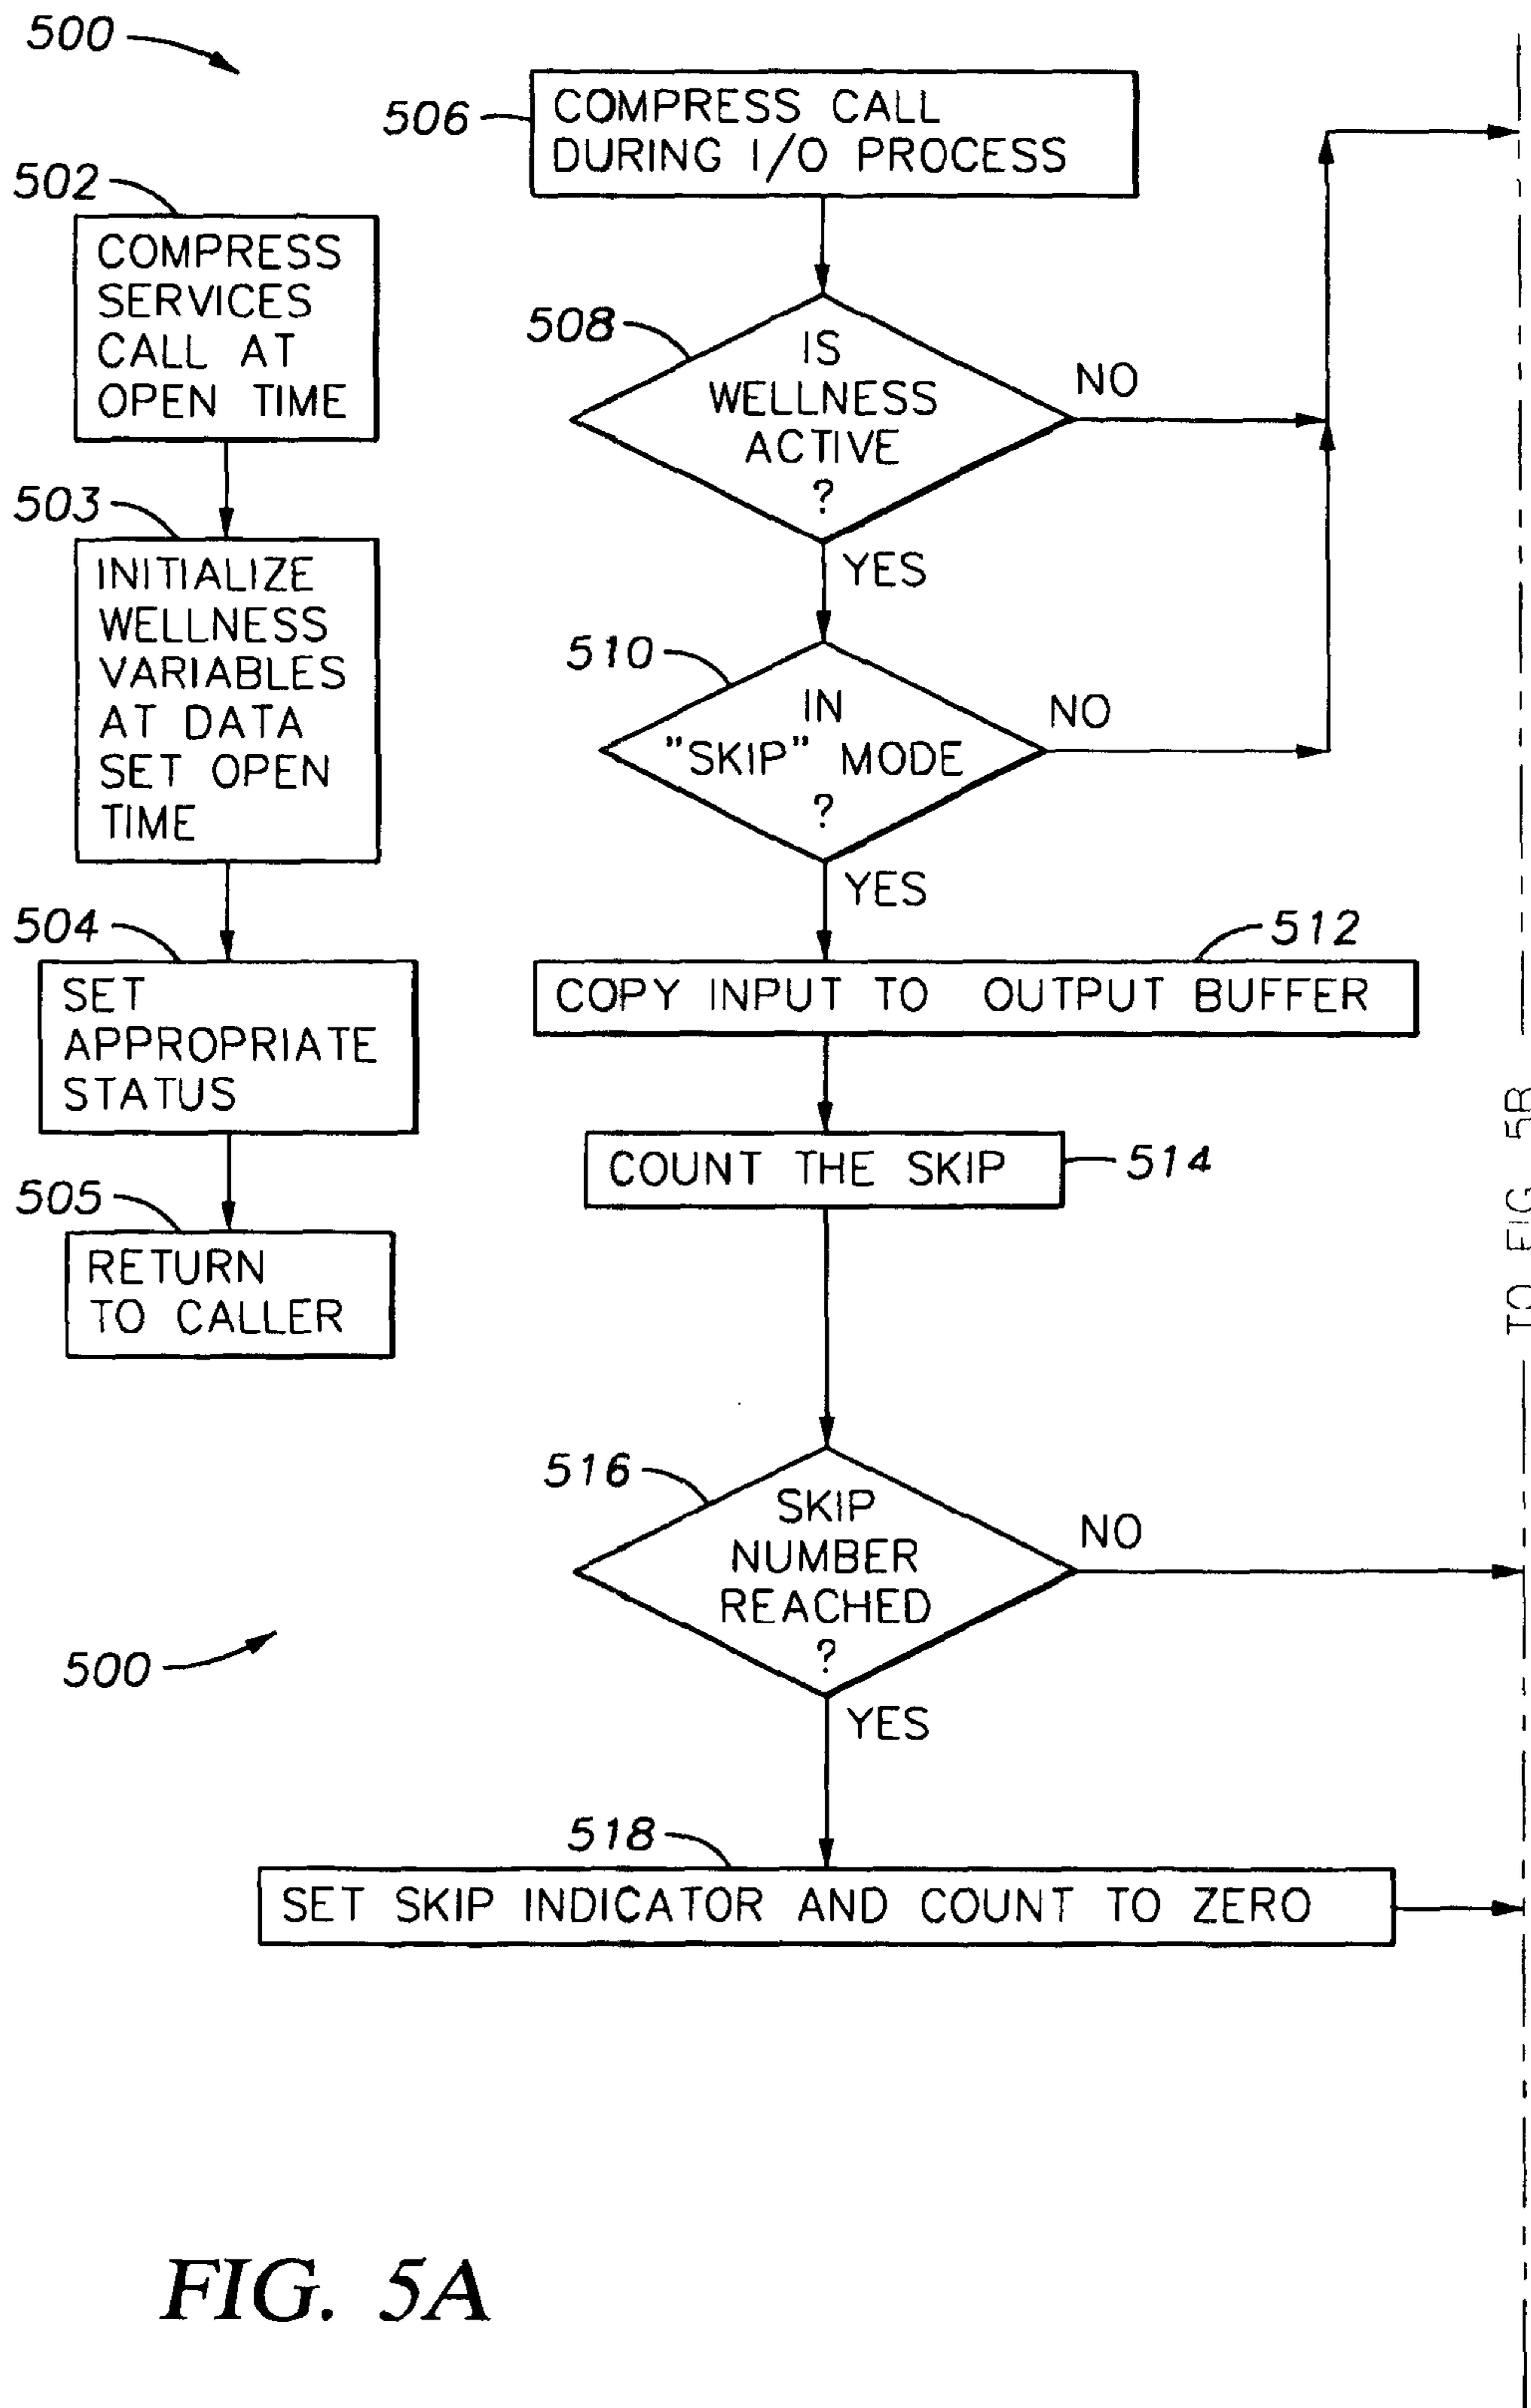 500
502
COMPRESS
SERVICES
CALL AT
OPEN TIME
503
INITIALIZE
WELLNESS
VARIABLES
AT DATA
SET OPEN
TIME
504
SET
APPROPRIATE
STATUS
505
RETURN
TO CALLER
506
COMPRESS CALL
DURING I/O PROCESS
508
IS
WELLNESS
ACTIVE
?
NO
YES
510
IN
"SKIP" MODE
?
NO
YES
512
COPY INPUT TO OUTPUT BUFFER
COUNT THE SKIP
514
516
SKIP
NUMBER
REACHED
?
NO
YES
500
518
SET SKIP INDICATOR AND COUNT TO ZERO
TO FIG. 5B
FIG. 5A